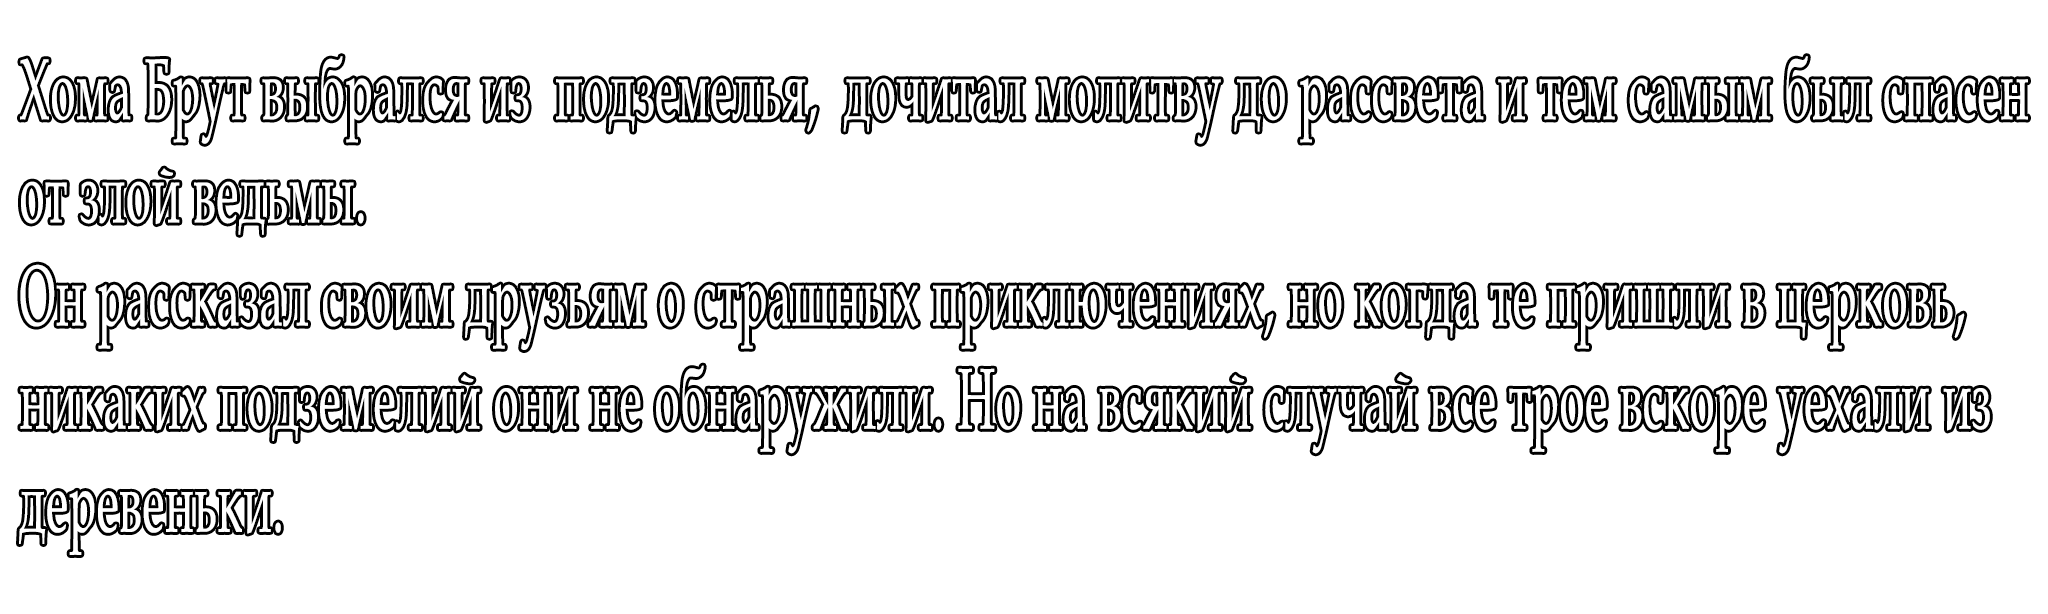 Хома Брут выбрался из  подземелья,  дочитал молитву до рассвета и тем самым был спасен
от злой ведьмы.
Он рассказал своим друзьям о страшных приключениях, но когда те пришли в церковь,
никаких подземелий они не обнаружили. Но на всякий случай все трое вскоре уехали из
деревеньки.